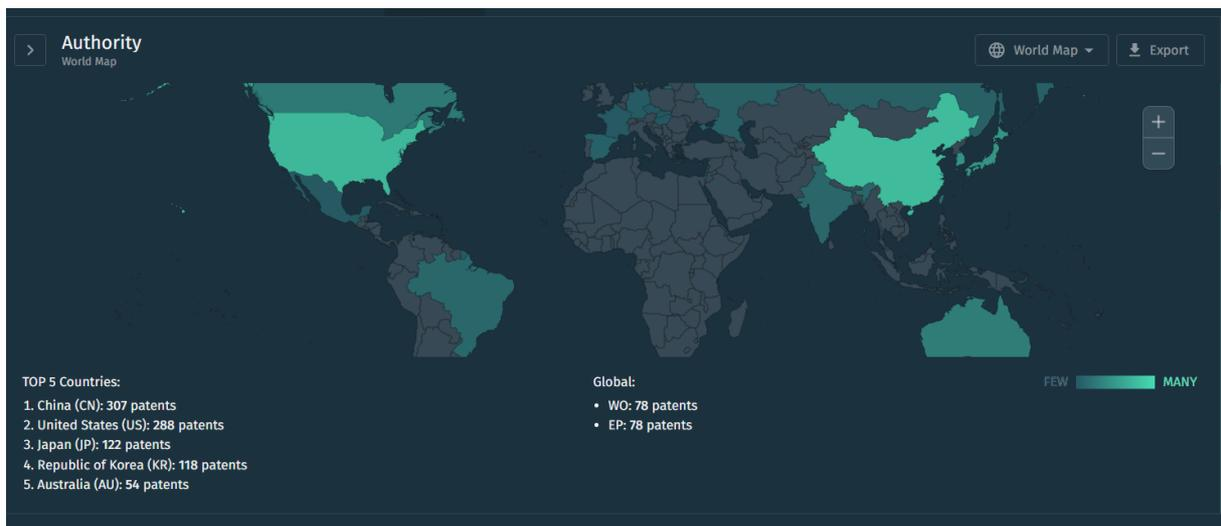 Authority
World Map
World Map
Export
+
−
TOP 5 Countries:
1. China (CN): 307 patents
2. United States (US): 288 patents
3. Japan (JP): 122 patents
4. Republic of Korea (KR): 118 patents
5. Australia (AU): 54 patents
Global:
• WO: 78 patents
• EP: 78 patents
FEW MANY